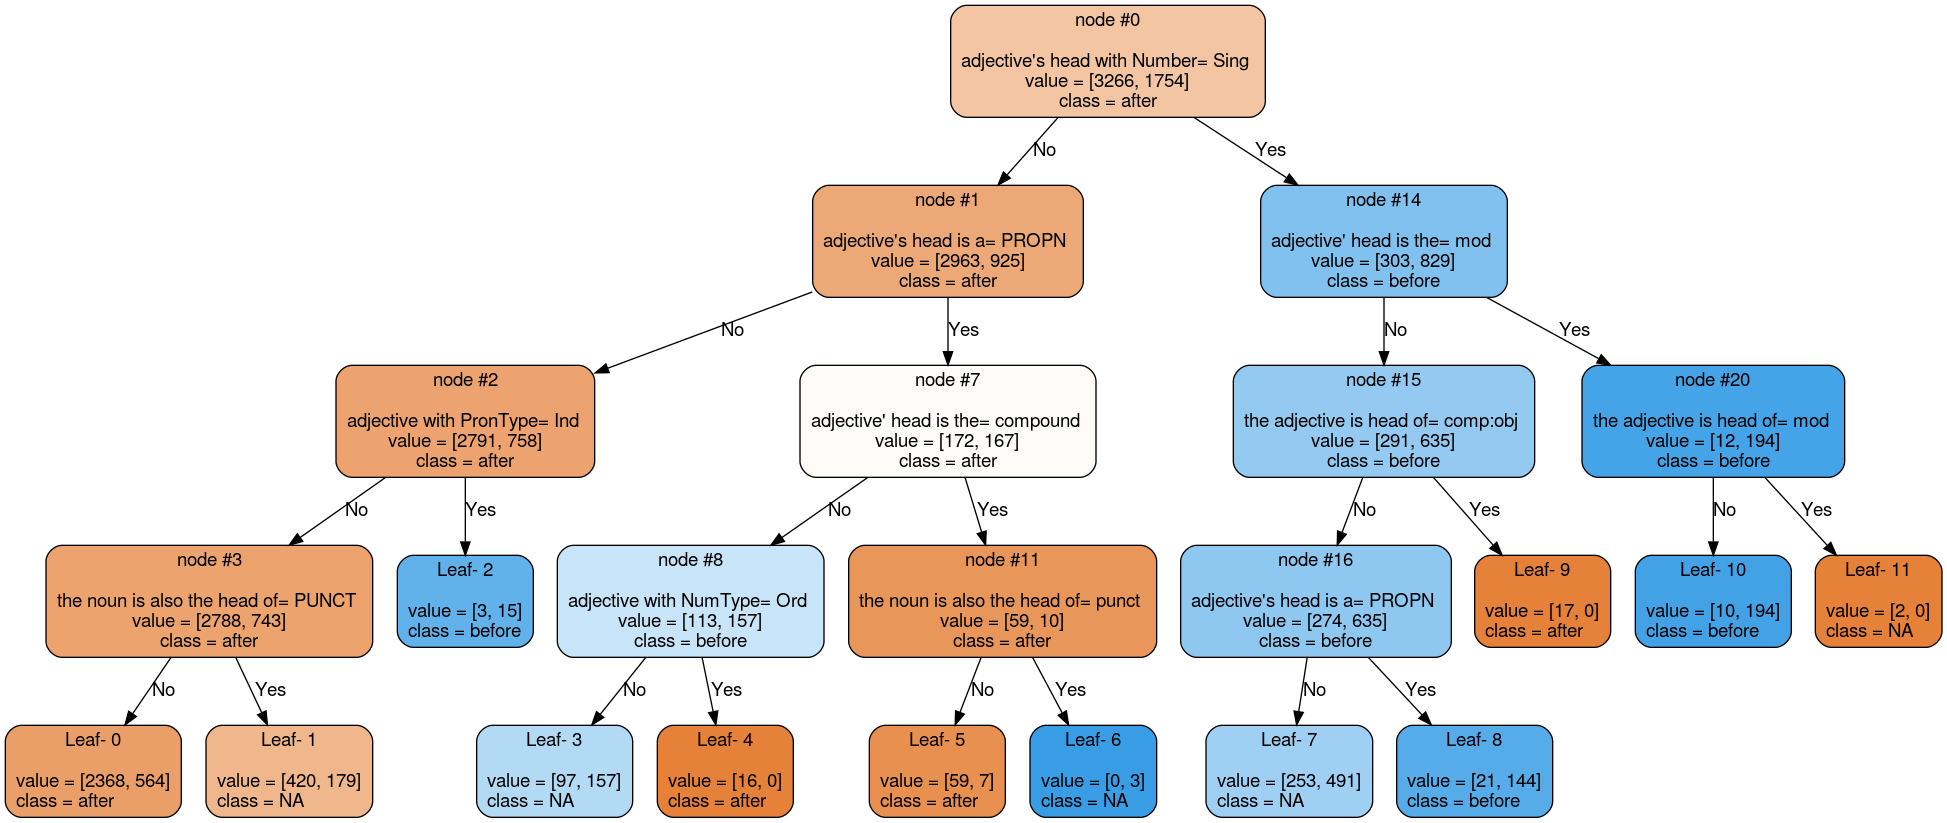 node #0
adjective's head with Number= Sing
value = [3266, 1754]
class = after
No
Yes
node #1
adjective's head is a= PROPN
value = [2963, 925]
class = after
node #14
adjective' head is the= mod
value = [303, 829]
class = before
No
Yes
No
Yes
node #2
adjective with PronType= Ind
value = [2791, 758]
class = after
node #7
adjective' head is the= compound
value = [172, 167]
class = after
node #15
the adjective is head of= comp:obj
value = [291, 635]
class = before
node #20
the adjective is head of= mod
value = [12, 194]
class = before
No
Yes
No
Yes
No
Yes
No
Yes
node #3
the noun is also the head of= PUNCT
value = [2788, 743]
class = after
Leaf- 2
value = [3, 15]
class = before
node #8
adjective with NumType= Ord
value = [113, 157]
class = before
node #11
the noun is also the head of= punct
value = [59, 10]
class = after
node #16
adjective's head is a= PROPN
value = [274, 635]
class = before
Leaf- 9
value = [17, 0]
class = after
Leaf- 10
value = [10, 194]
class = before
Leaf- 11
value = [2, 0]
class = NA
No
Yes
No
Yes
No
Yes
No
Yes
Leaf- 0
value = [2368, 564]
class = after
Leaf- 1
value = [420, 179]
class = NA
Leaf- 3
value = [97, 157]
class = NA
Leaf- 4
value = [16, 0]
class = after
Leaf- 5
value = [59, 7]
class = after
Leaf- 6
value = [0, 3]
class = NA
Leaf- 7
value = [253, 491]
class = NA
Leaf- 8
value = [21, 144]
class = before